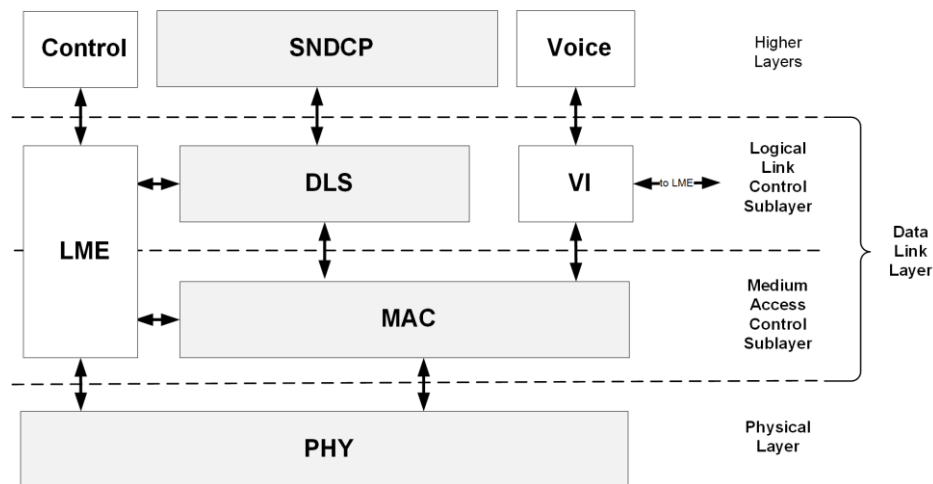 Control
SNDCP
Voice
Higher
Layers
DLS
VI
to LME
Logical
Link
Control
Sublayer
LME
Data
Link
Layer
MAC
Medium
Access
Control
Sublayer
PHY
Physical
Layer